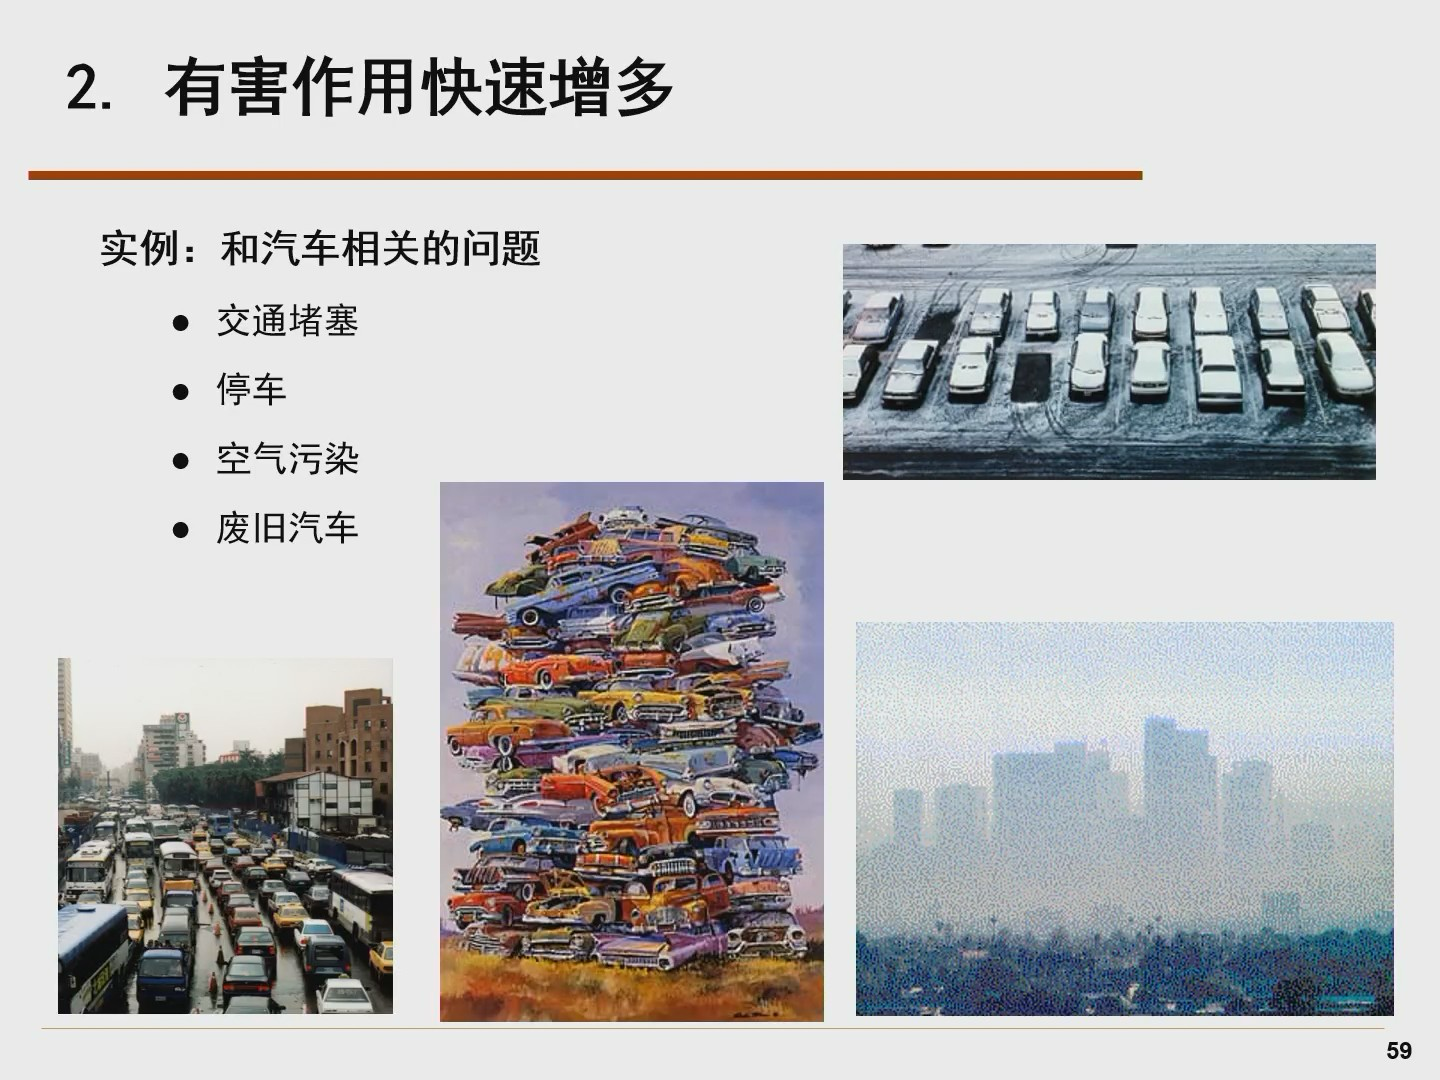 2. 有害作用快速增多
实例：和汽车相关的问题
● 交通堵塞
● 停车
● 空气污染
● 废旧汽车
59